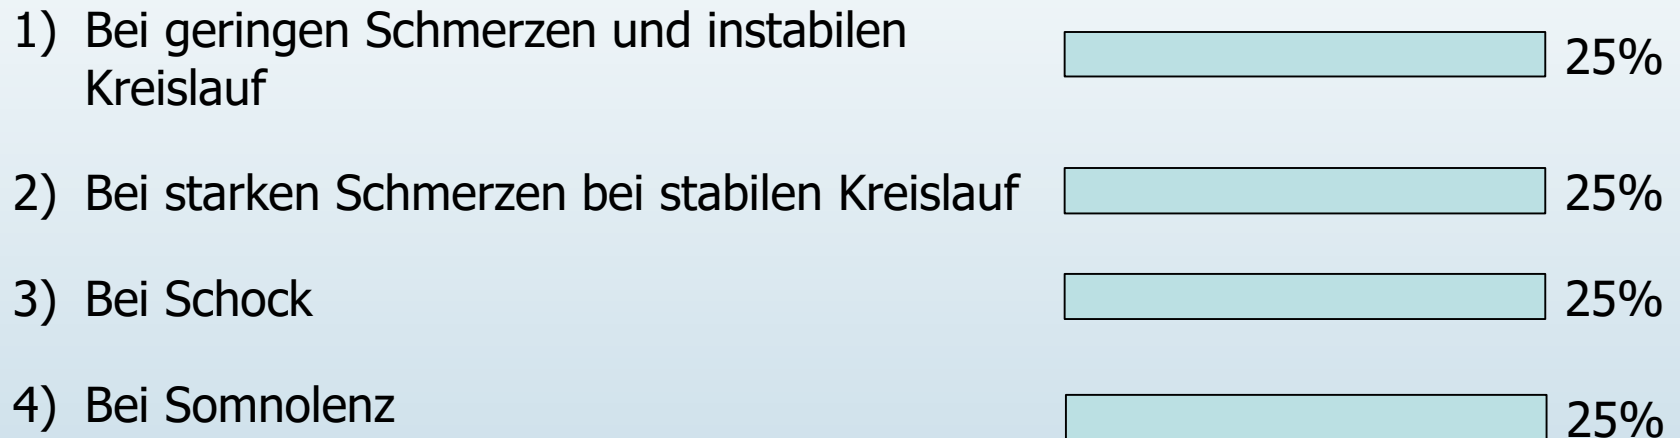 1) Bei geringen Schmerzen und instabilen
Kreislauf 25%
2) Bei starken Schmerzen bei stabilen Kreislauf 25%
3) Bei Schock 25%
4) Bei Somnolenz 25%